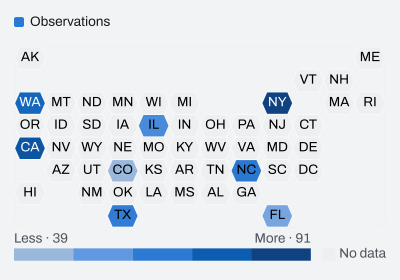 Observations
AK ME
VT NH
WA MT ND MN WI MI NY MA RI
OR ID SD IA IL IN OH PA NJ CT
CA NV WY NE MO KY WV VA MD DE
AZ UT CO KS AR TN NC SC DC
HI NM OK LA MS AL GA
TX FL
Less · 39 More · 91
No data